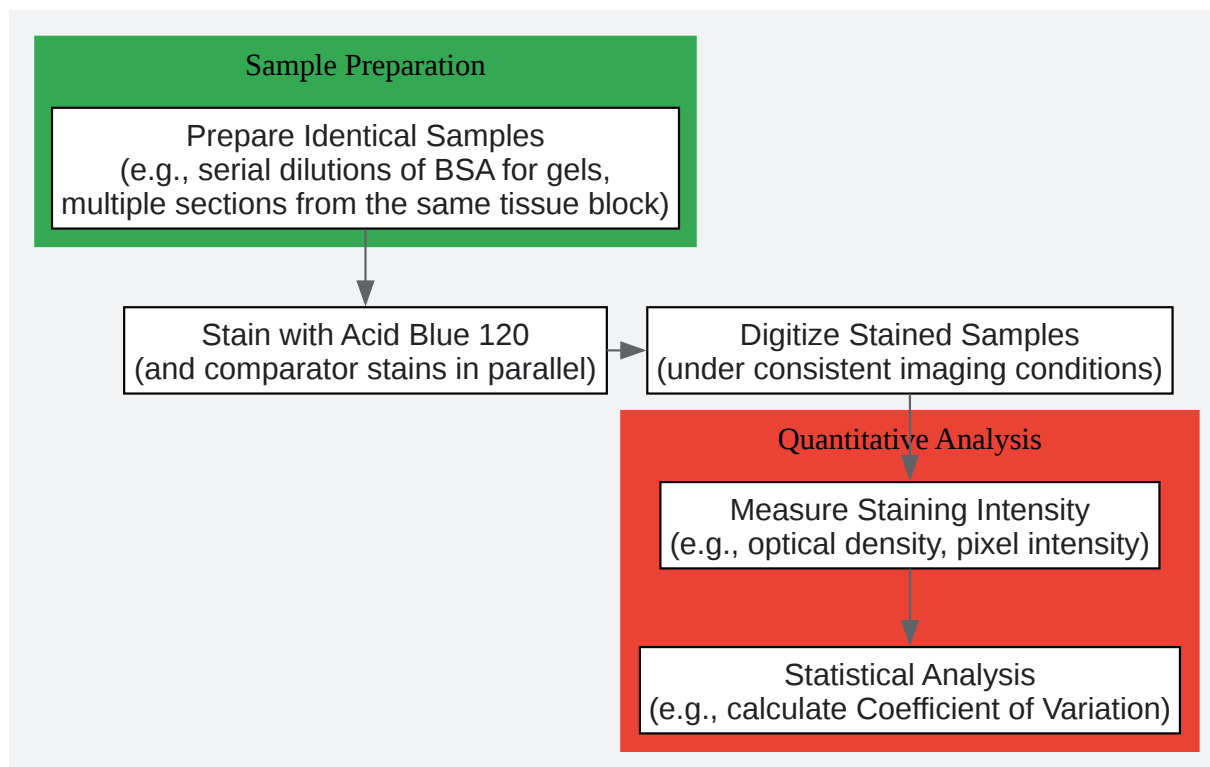 Sample Preparation
Prepare Identical Samples
(e.g., serial dilutions of BSA for gels,
multiple sections from the same tissue block)
Stain with Acid Blue 120
(and comparator stains in parallel)
Digitize Stained Samples
(under consistent imaging conditions)
Quantitative Analysis
Measure Staining Intensity
(e.g., optical density, pixel intensity)
Statistical Analysis
(e.g., calculate Coefficient of Variation)